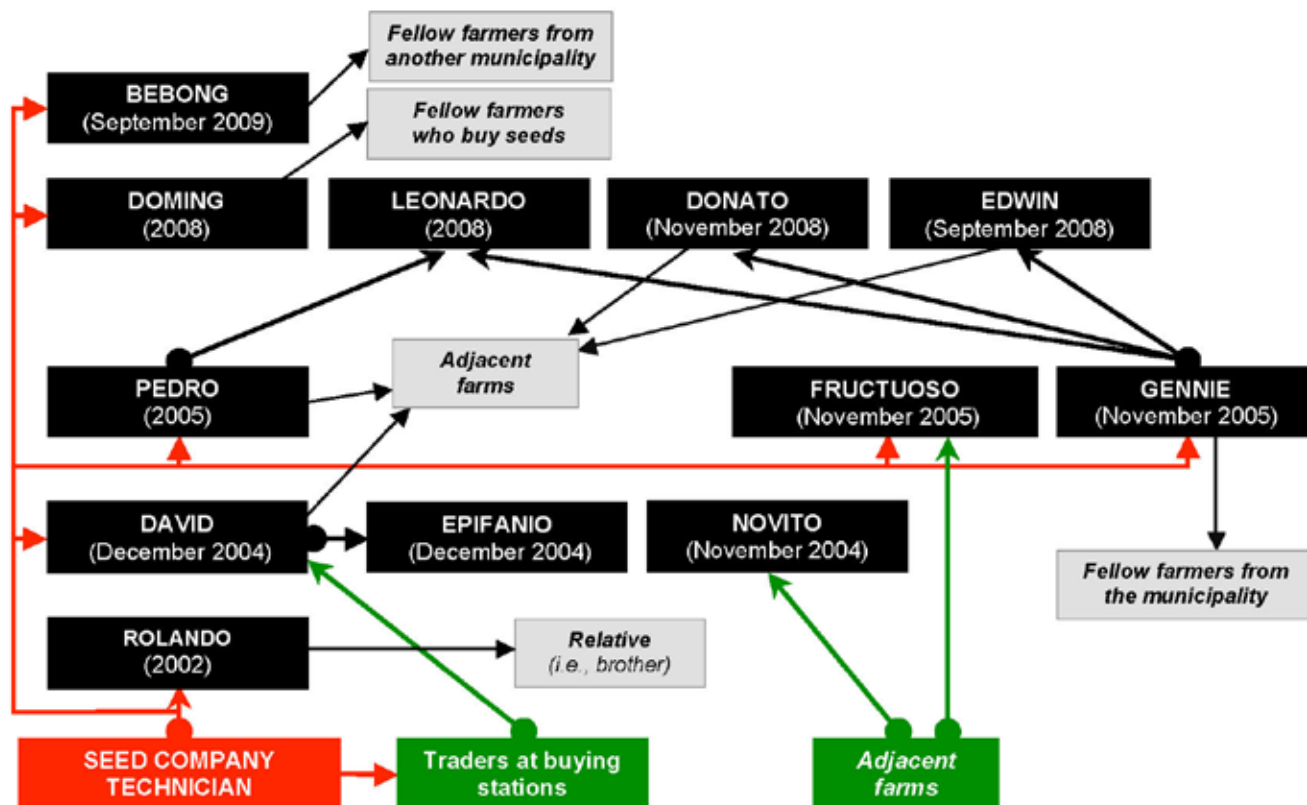 Fellow farmers from
another municipality
BEBONG
(September 2009)
Fellow farmers
who buy seeds
DOMING
(2008)
LEONARDO
(2008)
DONATO
(November 2008)
EDWIN
(September 2008)
Adjacent
farms
PEDRO
(2005)
FRUCTUOSO
(November 2005)
GENNIE
(November 2005)
DAVID
(December 2004)
EPIFANIO
(December 2004)
NOVITO
(November 2004)
Fellow farmers from
the municipality
ROLANDO
(2002)
Relative
(i.e., brother)
SEED COMPANY
TECHNICIAN
Traders at buying
stations
Adjacent
farms